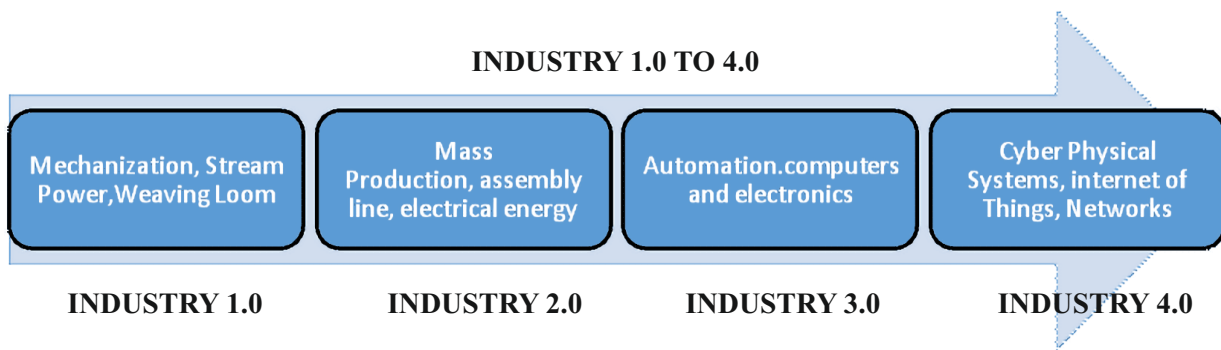 INDUSTRY 1.0 TO 4.0
Mechanization, Stream
Power,Weaving Loom
Mass
Production, assembly
line, electrical energy
Automation.computers
and electronics
Cyber Physical
Systems, internet of
Things, Networks
INDUSTRY 1.0
INDUSTRY 2.0
INDUSTRY 3.0
INDUSTRY 4.0